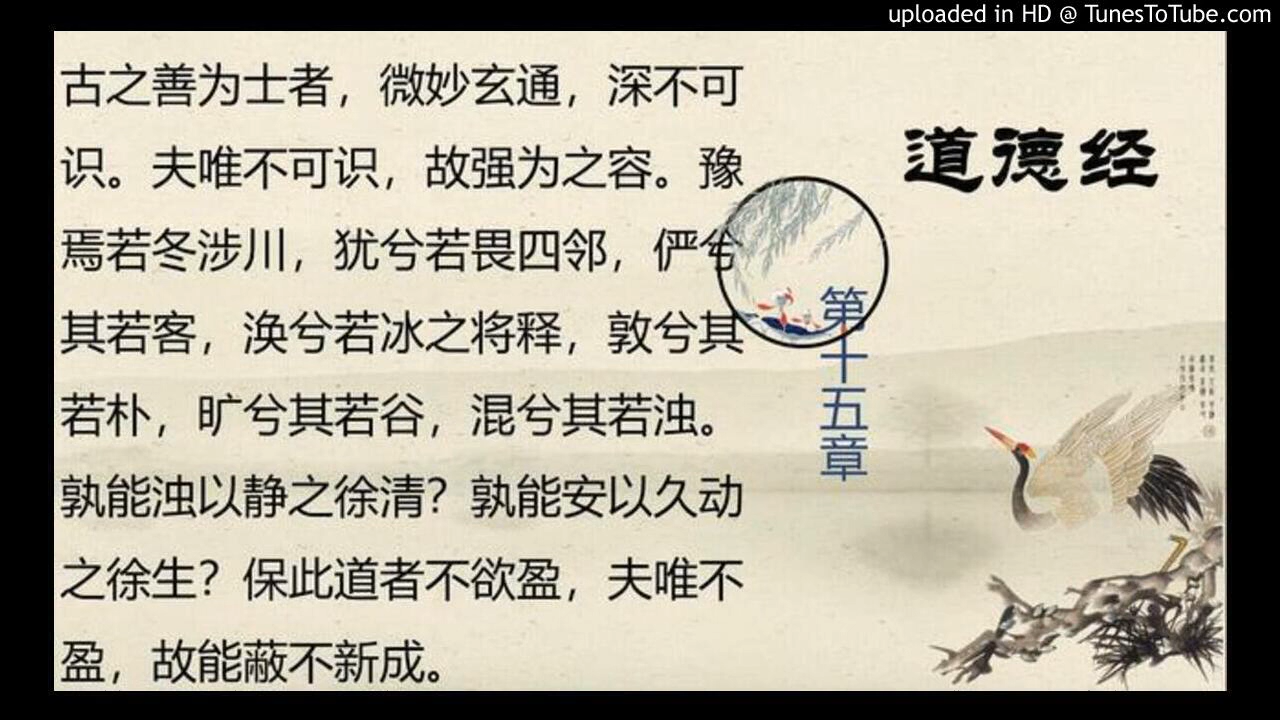 uploaded in HD @ TunesToTube.com
古之善为士者，微妙玄通，深不可
识。夫唯不可识，故强为之容。豫
焉若冬涉川，犹兮若畏四邻，俨兮
其若客，涣兮若冰之将释，敦兮其
若朴，旷兮其若谷，混兮其若浊。
孰能浊以静之徐清？孰能安以久动
之徐生？保此道者不欲盈，夫唯不
盈，故能蔽不新成。
道德经
第十五章